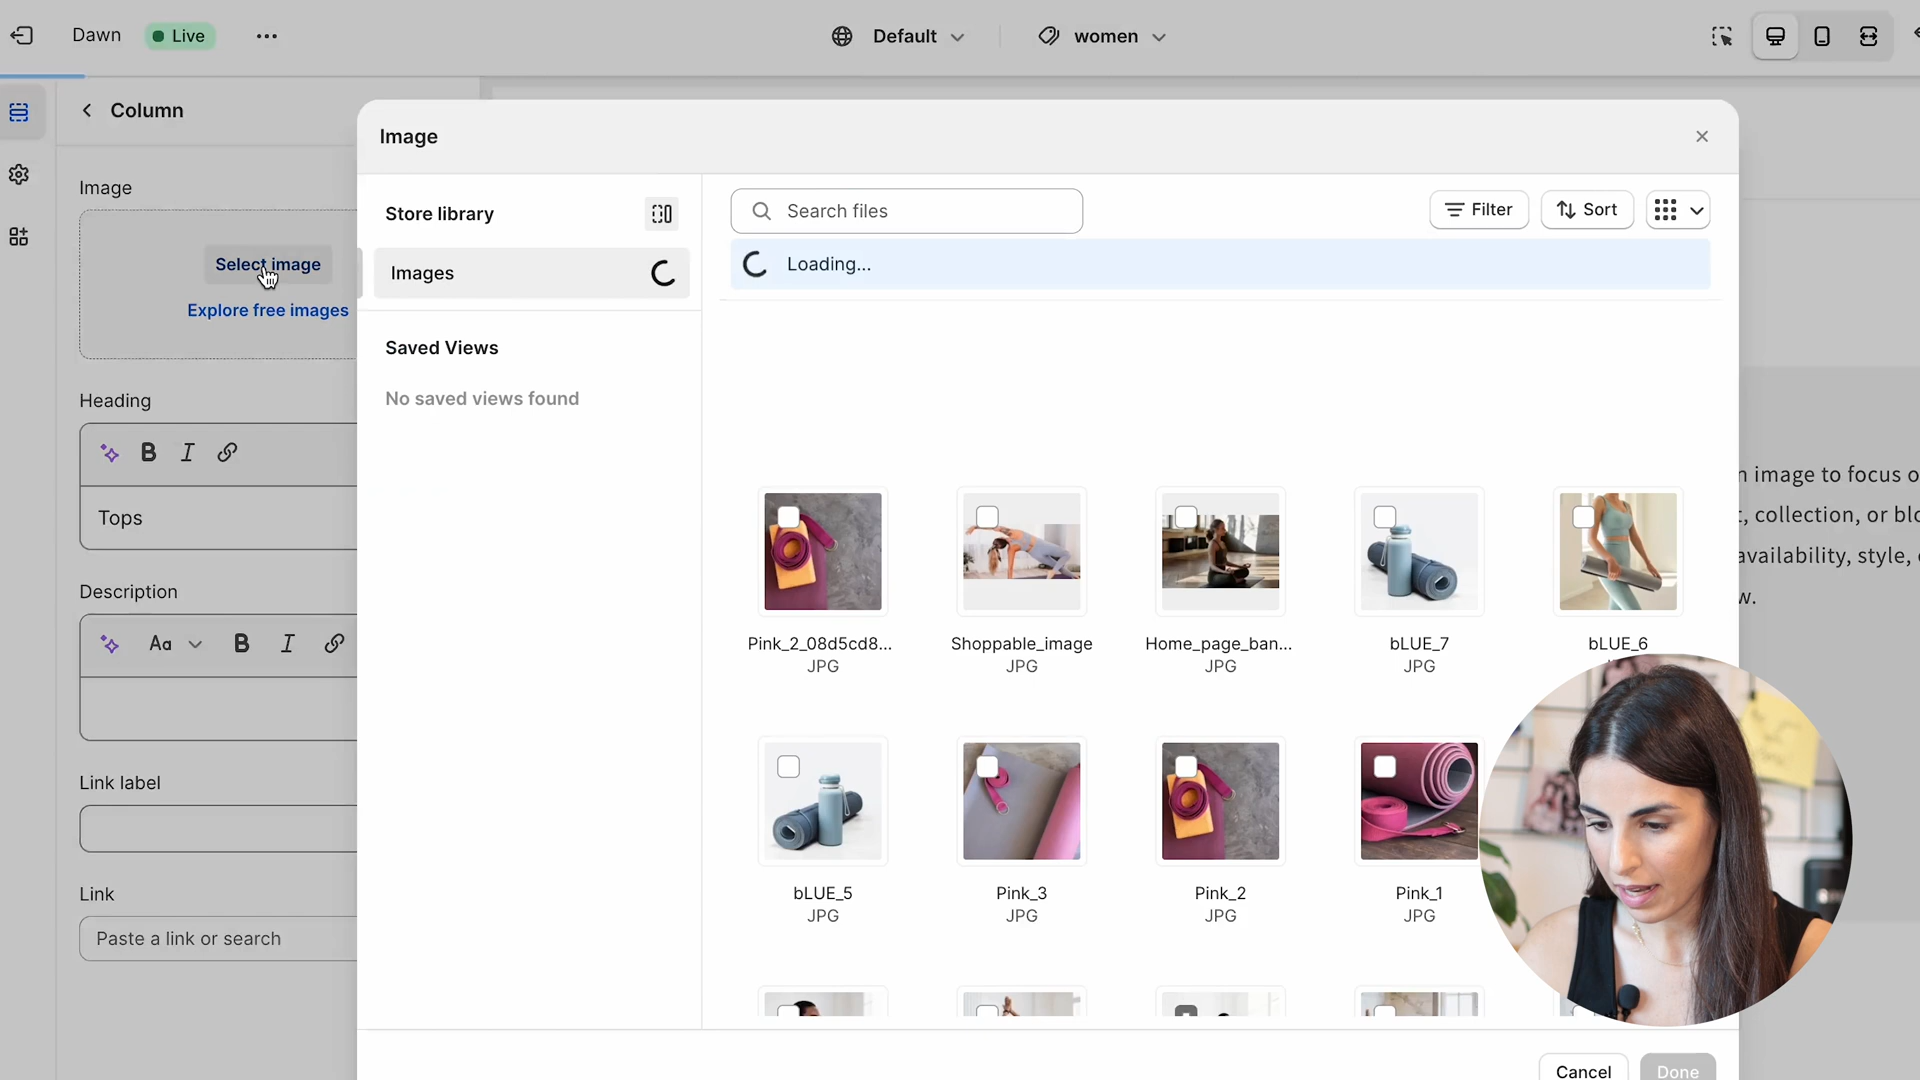 Dawn
Live
Default
women
Column
Image
Select image
Explore free images
Heading
Tops
Description
Aa
Link label
Link
Paste a link or search
Image
Store library
Images
Saved Views
No saved views found
Search files
Filter
Sort
Loading...
Pink_2_08d5cd8...
JPG
Shoppable_image
JPG
Home_page_ban...
JPG
bLUE_7
JPG
bLUE_6
bLUE_5
JPG
Pink_3
JPG
Pink_2
JPG
Pink_1
JPG
Cancel
Done
image to focus o
, collection, or blo
availability, style,
w.